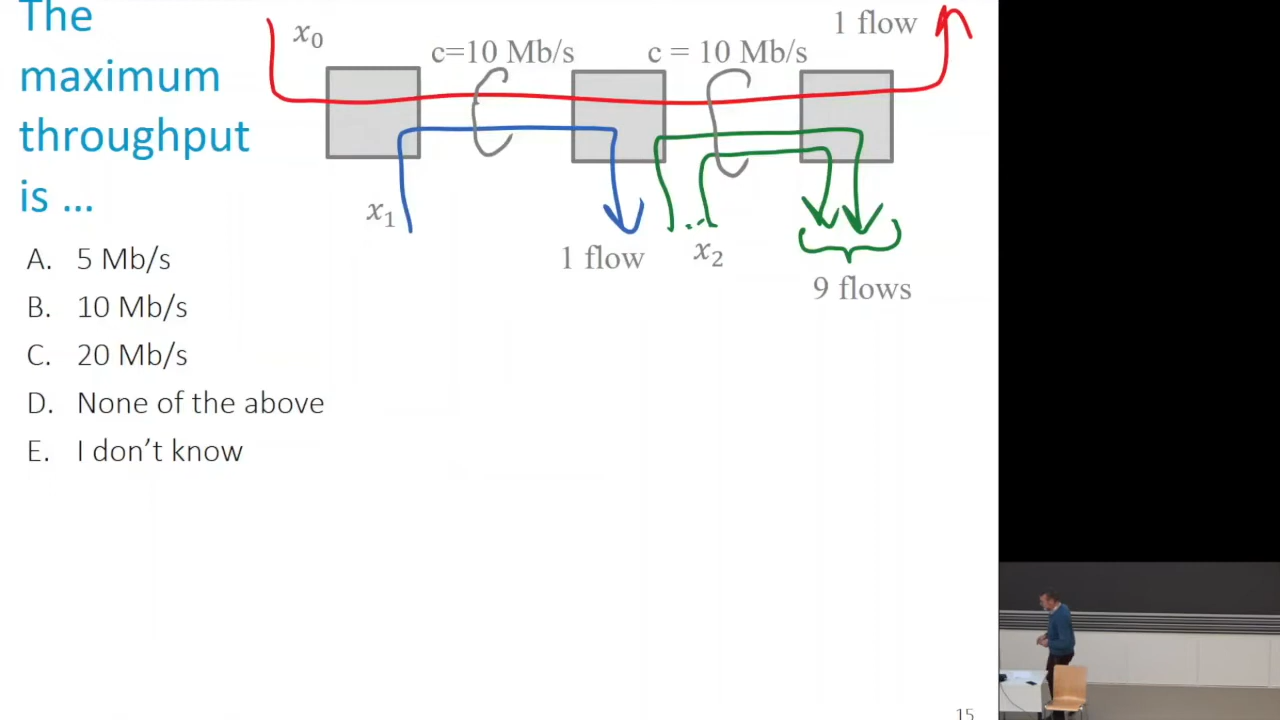 The
maximum
throughput
is ...
x₀
c=10 Mb/s
c = 10 Mb/s
1 flow
x₁
1 flow
x₂
9 flows
A. 5 Mb/s
B. 10 Mb/s
C. 20 Mb/s
D. None of the above
E. I don’t know
15